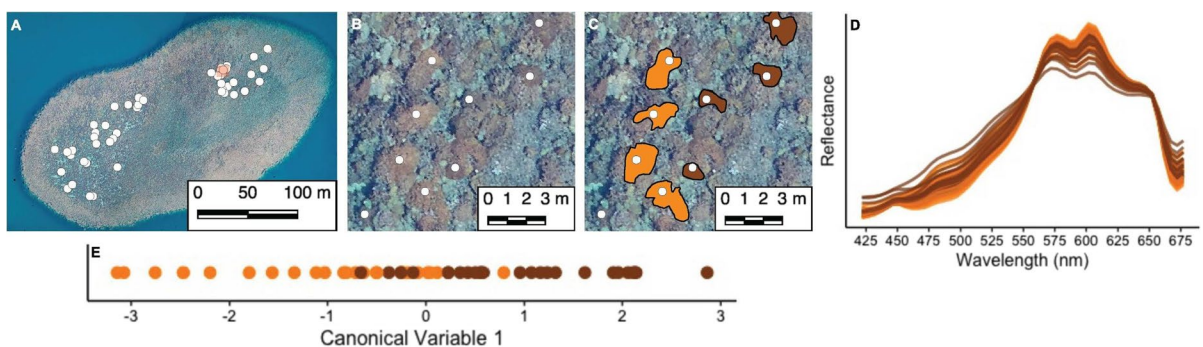 A
0 50 100 m
B
0 1 2 3 m
C
0 1 2 3 m
D
Reflectance
425 450 475 500 525 550 575 600 625 650 675
Wavelength (nm)
E
-3 -2 -1 0 1 2 3
Canonical Variable 1